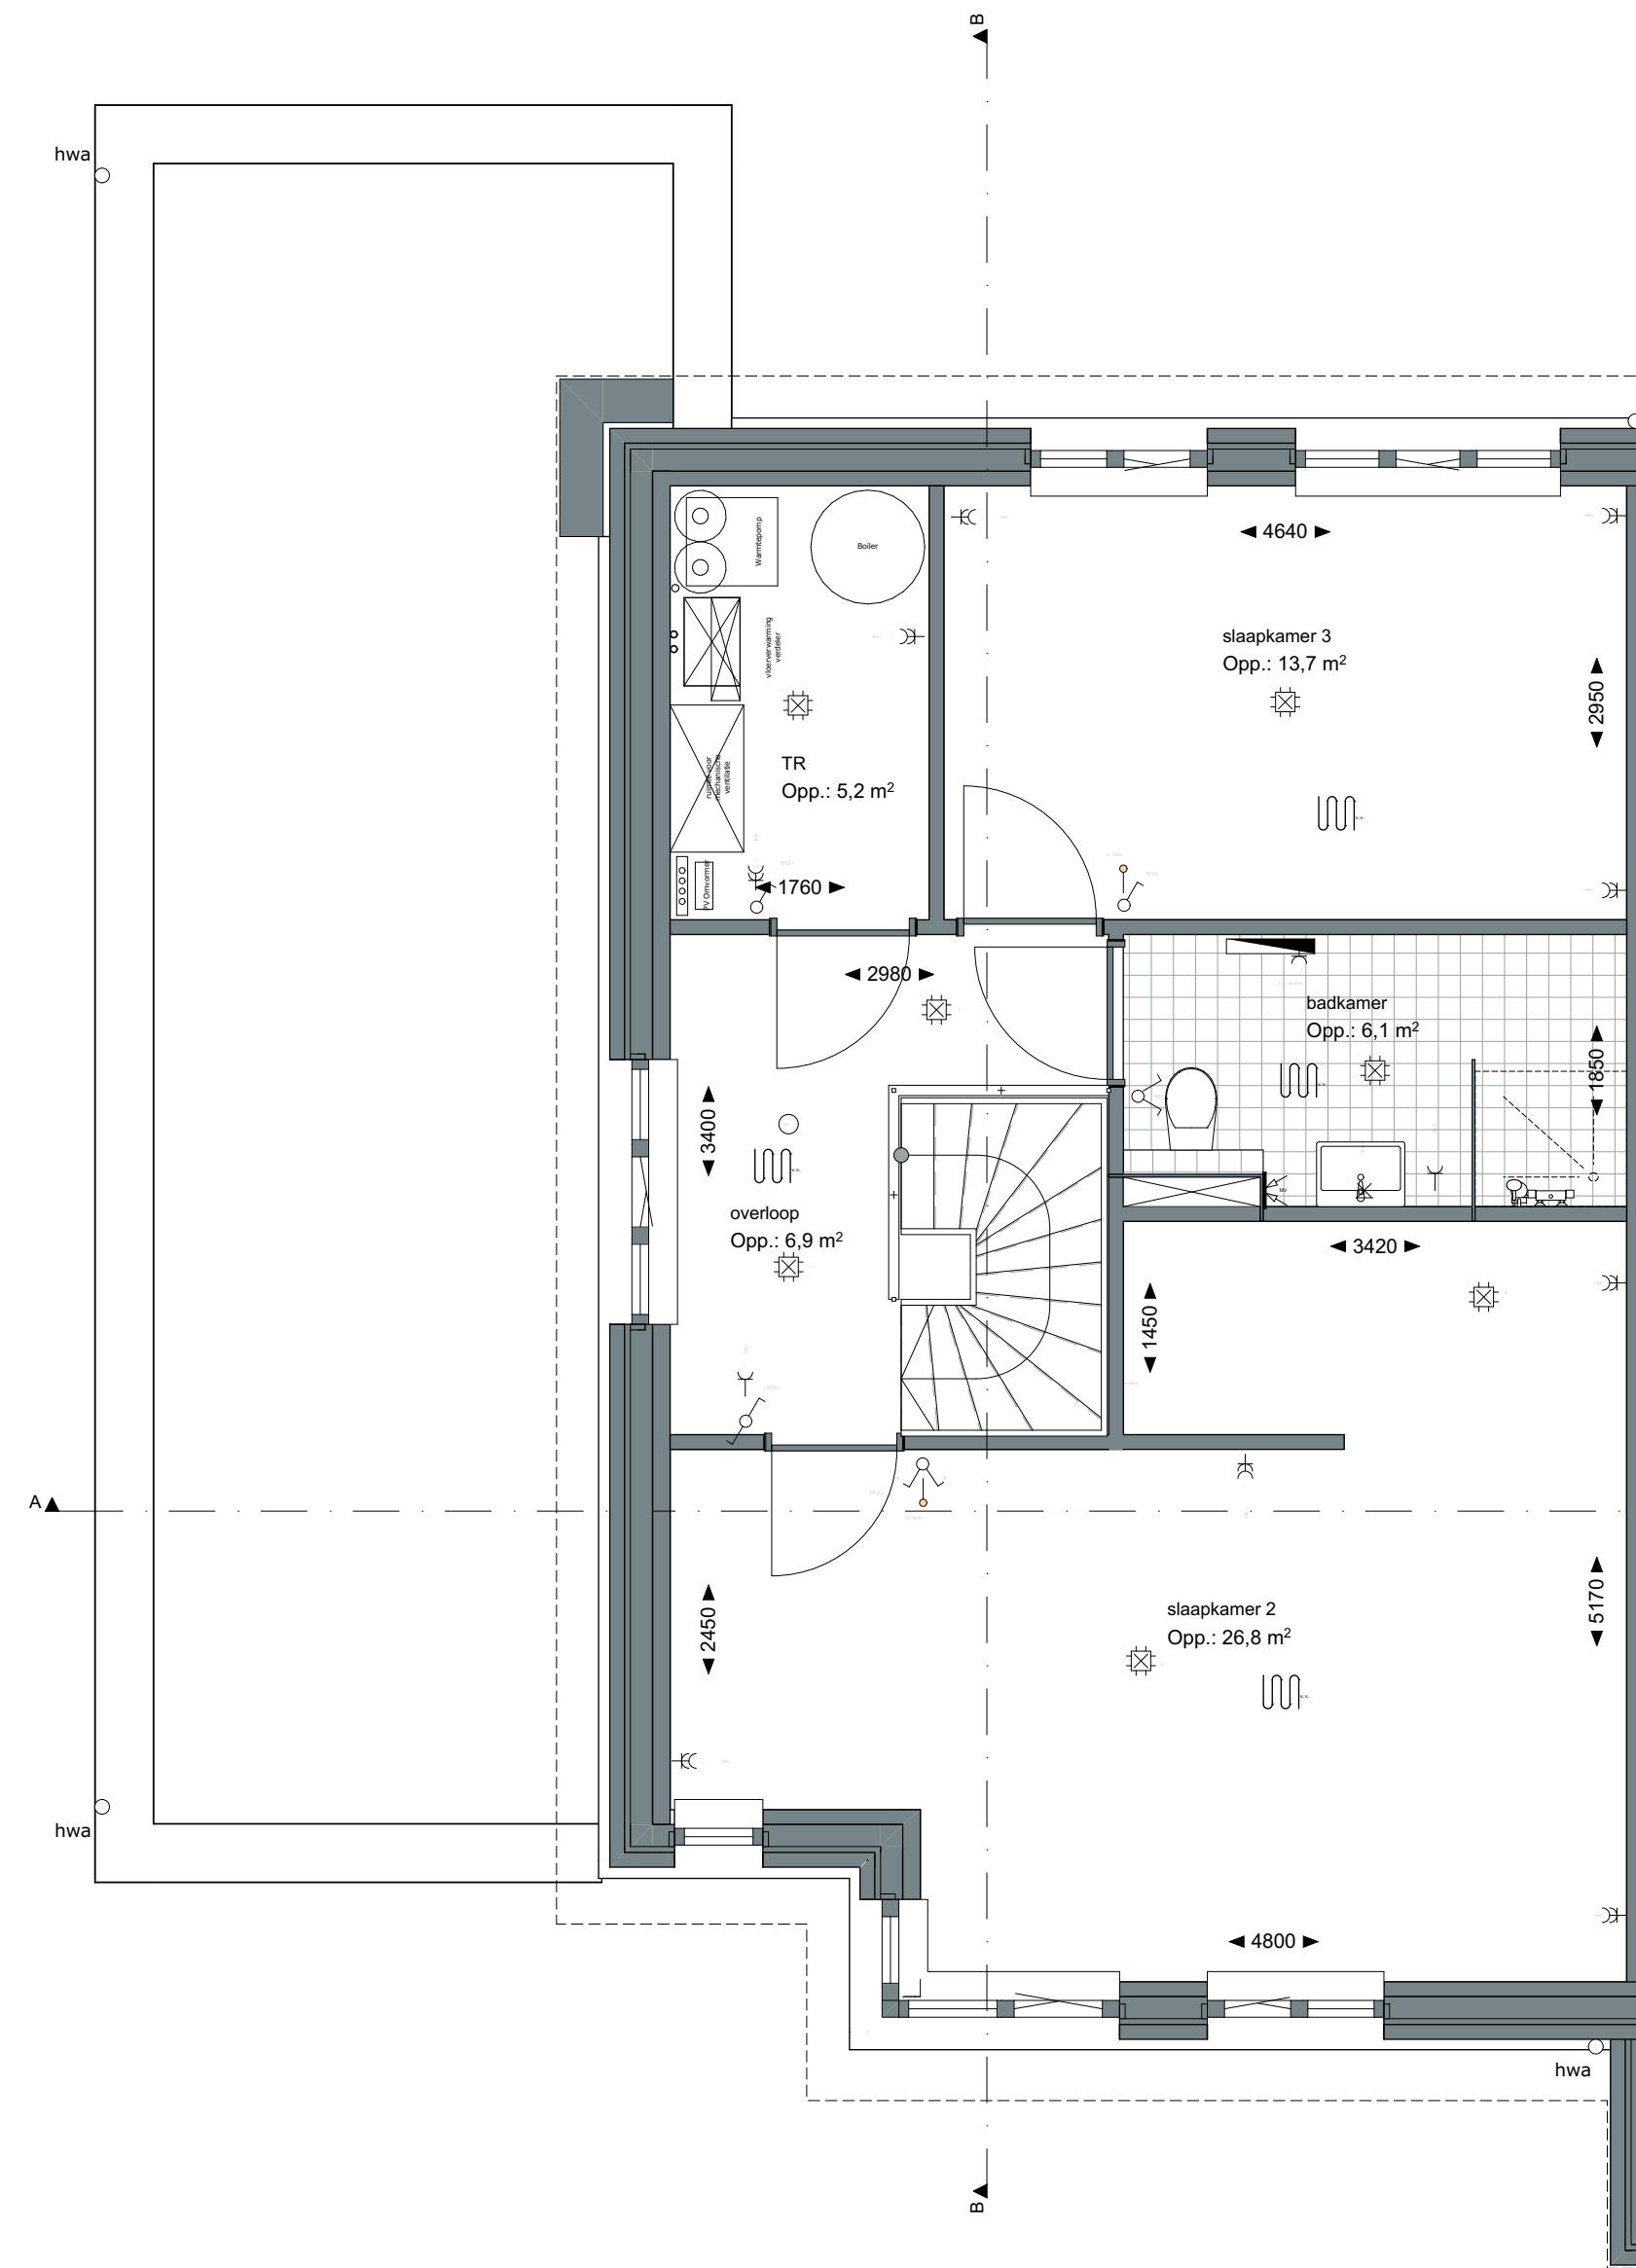 B
hwa
Warmtepomp
Boiler
4640
vloerverwarming
verdeler
slaapkamer 3
Opp.: 13,7 m²
2950
ruimte voor
mechanische
ventilatie
TR
Opp.: 5,2 m²
v.v.
PV Omvormer
1760
2980
badkamer
Opp.: 6,1 m²
1850
v.v.
3400
v.v.
MV
overloop
Opp.: 6,9 m²
3420
1450
A
slaapkamer 2
Opp.: 26,8 m²
2450
5170
v.v.
hwa
4800
hwa
B